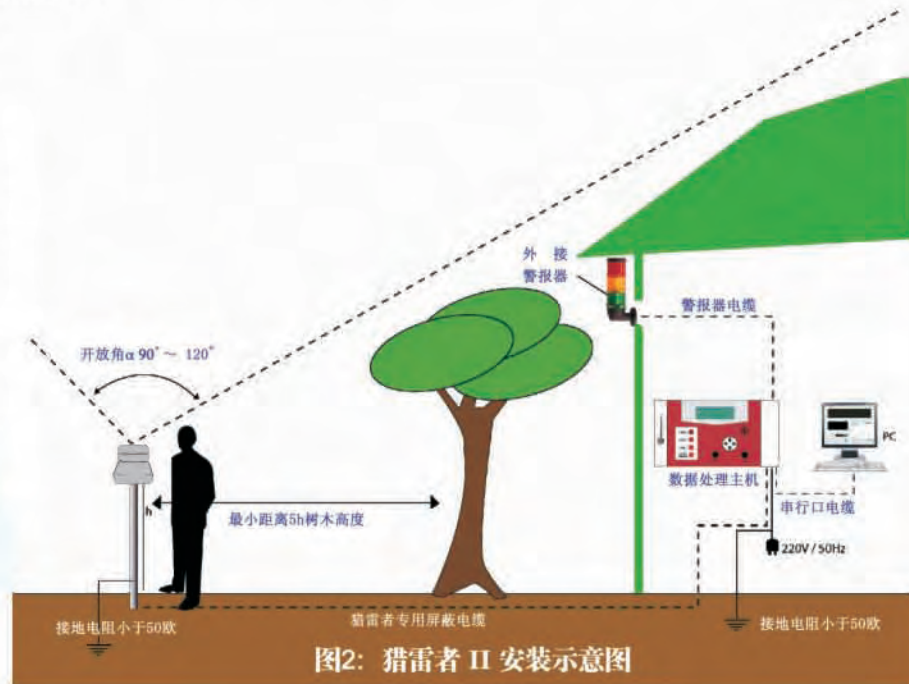 外 接
警报器
警报器电缆
开放角α 90°～ 120°
PC
数据处理主机
h
最小距离5h树木高度
串行口电缆
220V / 50Hz
猎雷者专用屏蔽电缆
接地电阻小于50欧
接地电阻小于50欧
图2：猎雷者 II 安装示意图